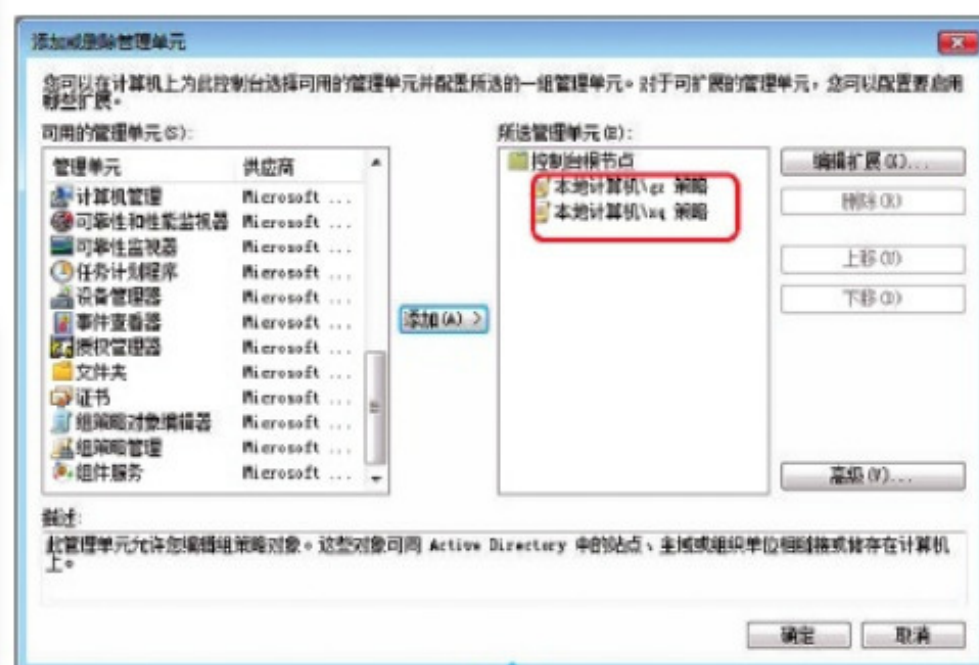 添加或删除管理单元
您可以在计算机上为此控制台选择可用的管理单元并配置所选的一组管理单元。对于可扩展的管理单元，您可以配置要启用
哪些扩展。
可用的管理单元(S):
所选管理单元(E):
管理单元 供应商
控制台根节点
编辑扩展(X)...
本地计算机\gz 策略
计算机管理 Microsoft ...
删除(R)
本地计算机\xq 策略
可靠性和性能监视器 Microsoft ...
可靠性监视器 Microsoft ...
上移(U)
任务计划程序 Microsoft ...
设备管理器 Microsoft ...
下移(D)
事件查看器 Microsoft ...
添加(A) >
授权管理器 Microsoft ...
文件夹 Microsoft ...
证书 Microsoft ...
组策略对象编辑器 Microsoft ...
组策略管理 Microsoft ...
组件服务 Microsoft ...
高级(V)...
描述:
此管理单元允许您编辑组策略对象。这些对象可同 Active Directory 中的站点、主域或组织单位相链接或储存在计算机
上。
确定
取消